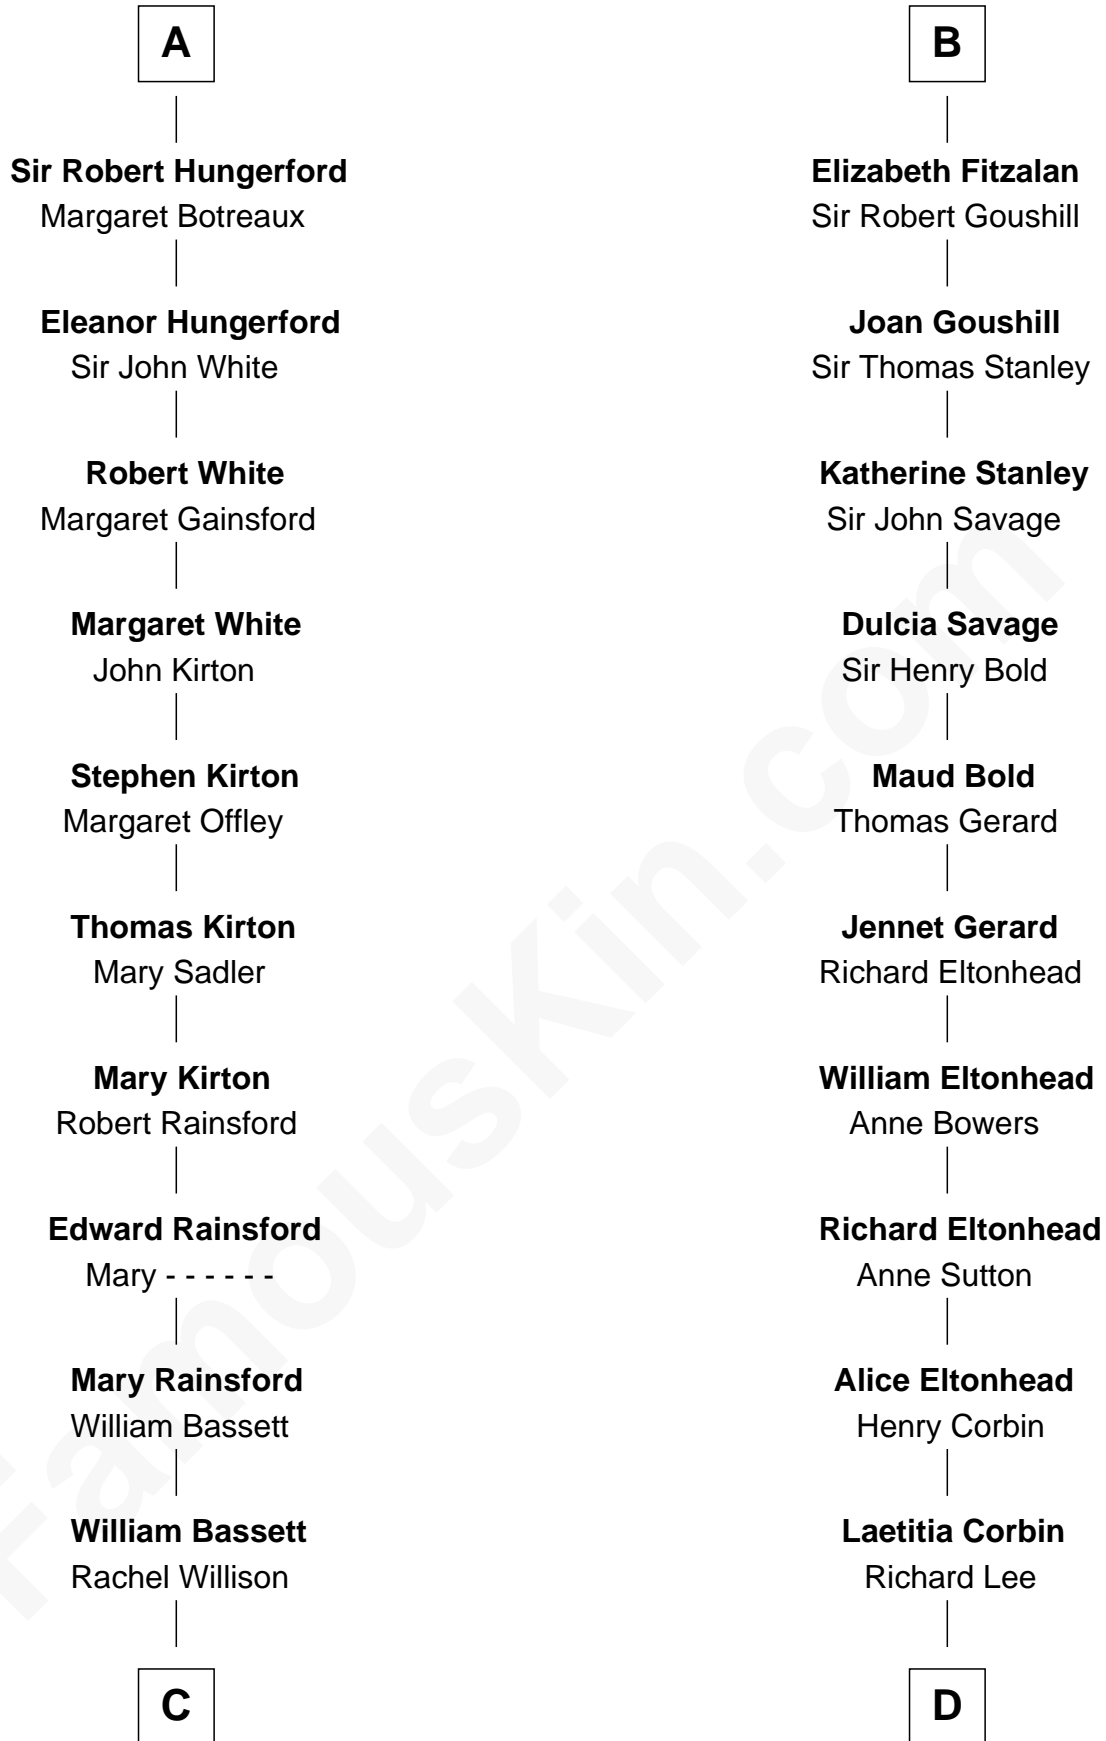 A
Sir Robert Hungerford
Margaret Botreaux
Eleanor Hungerford
Sir John White
Robert White
Margaret Gainsford
Margaret White
John Kirton
Stephen Kirton
Margaret Offley
Thomas Kirton
Mary Sadler
Mary Kirton
Robert Rainsford
Edward Rainsford
Mary - - - - - -
Mary Rainsford
William Bassett
William Bassett
Rachel Willison
C
B
Elizabeth Fitzalan
Sir Robert Goushill
Joan Goushill
Sir Thomas Stanley
Katherine Stanley
Sir John Savage
Dulcia Savage
Sir Henry Bold
Maud Bold
Thomas Gerard
Jennet Gerard
Richard Eltonhead
William Eltonhead
Anne Bowers
Richard Eltonhead
Anne Sutton
Alice Eltonhead
Henry Corbin
Laetitia Corbin
Richard Lee
D
FamousKin.com